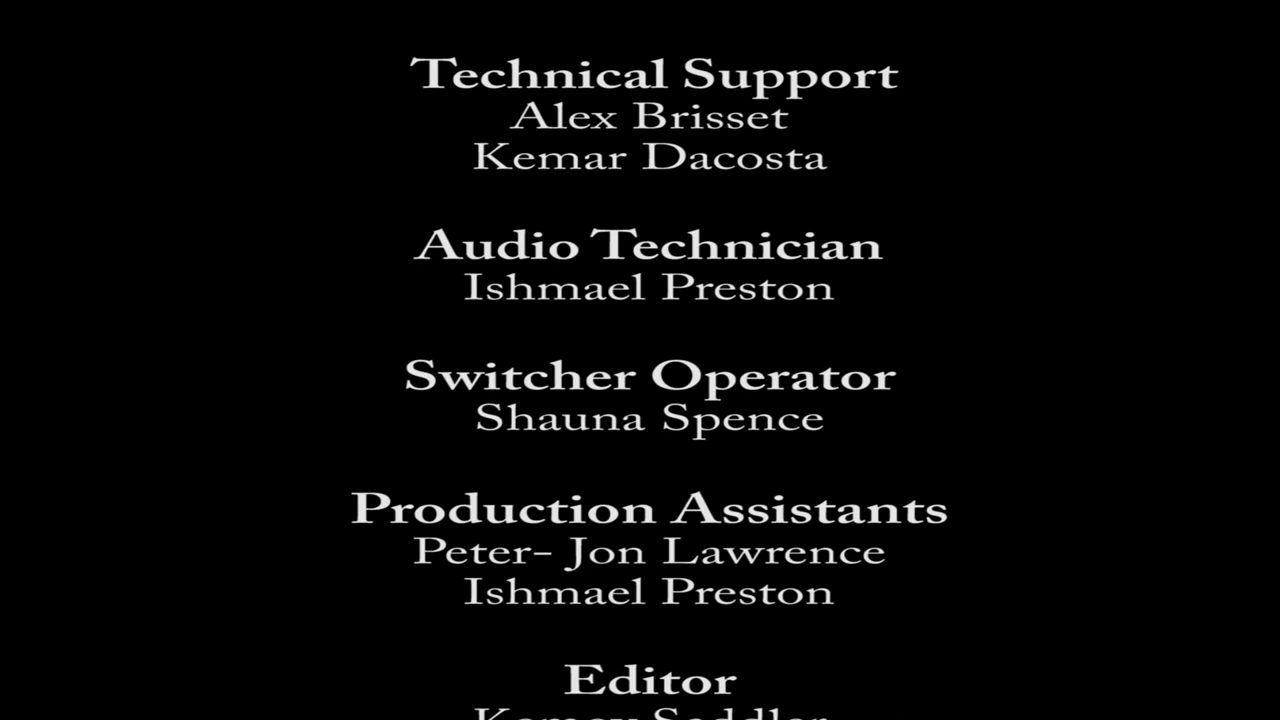 Technical Support
Alex Brisset
Kemar Dacosta
Audio Technician
Ishmael Preston
Switcher Operator
Shauna Spence
Production Assistants
Peter- Jon Lawrence
Ishmael Preston
Editor